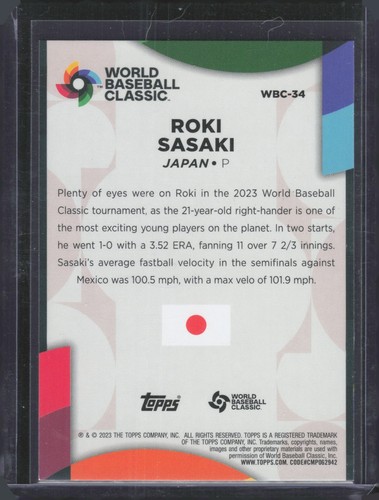 WORLD
BASEBALL
CLASSIC™
WBC-34
ROKI
SASAKI
JAPAN • P
Plenty of eyes were on Roki in the 2023 World Baseball
Classic tournament, as the 21-year-old right-hander is one of
the most exciting young players on the planet. In two starts,
he went 1-0 with a 3.52 ERA, fanning 11 over 7 2/3 innings.
Sasaki's average fastball velocity in the semifinals against
Mexico was 100.5 mph, with a max velo of 101.9 mph.
TOPPS
WORLD
BASEBALL
CLASSIC
℗ & © 2023 THE TOPPS COMPANY, INC. ALL RIGHTS RESERVED. TOPPS IS A REGISTERED TRADEMARK
OF THE TOPPS COMPANY, INC. Trademarks, copyrights, names,
images and other proprietary materials are used with
permission of World Baseball Classic, Inc.
WWW.TOPPS.COM. CODE#CMP062942